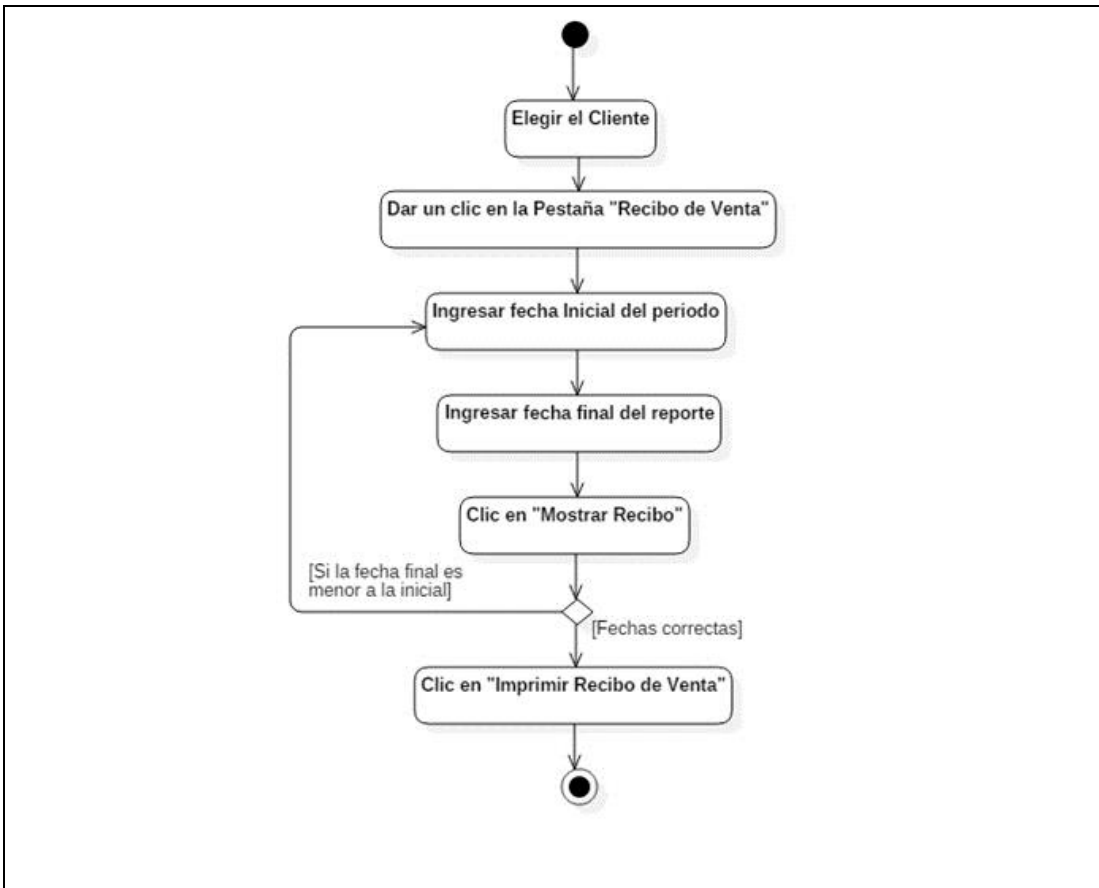 Elegir el Cliente
Dar un clic en la Pestaña "Recibo de Venta"
Ingresar fecha Inicial del periodo
Ingresar fecha final del reporte
Clic en "Mostrar Recibo"
[Si la fecha final es
menor a la inicial]
[Fechas correctas]
Clic en "Imprimir Recibo de Venta"